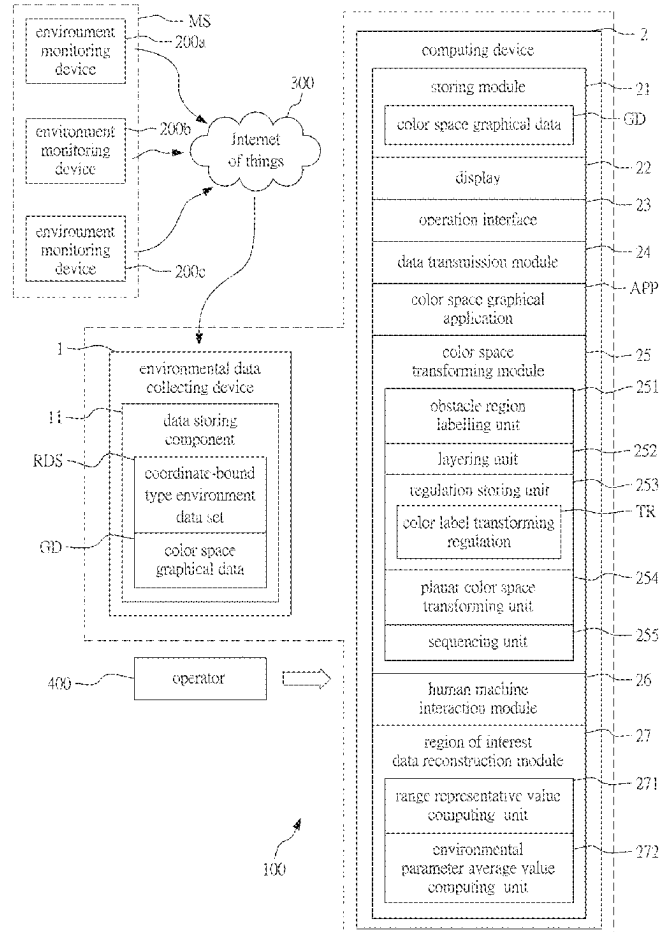 MS
environment
monitoring
device
200a
environment
monitoring
device
200b
environment
monitoring
device
200c
300
Internet
of things
1
environmental data
collecting device
11
data storing
component
RDS
coordinate-bound
type environment
data set
GD
color space
graphical data
400
operator
100
2
computing device
storing module
21
color space graphical data
GD
display
22
operation interface
23
data transmission module
24
color space graphical
application
APP
color space
transforming module
25
obstacle region
labelling unit
251
layering unit
252
regulation storing unit
253
color label transforming
regulation
TR
planar color space
transforming unit
254
sequencing unit
255
human machine
interaction module
26
region of interest
data reconstruction module
27
range representative value
computing unit
271
environmental
parameter average value
computing unit
272